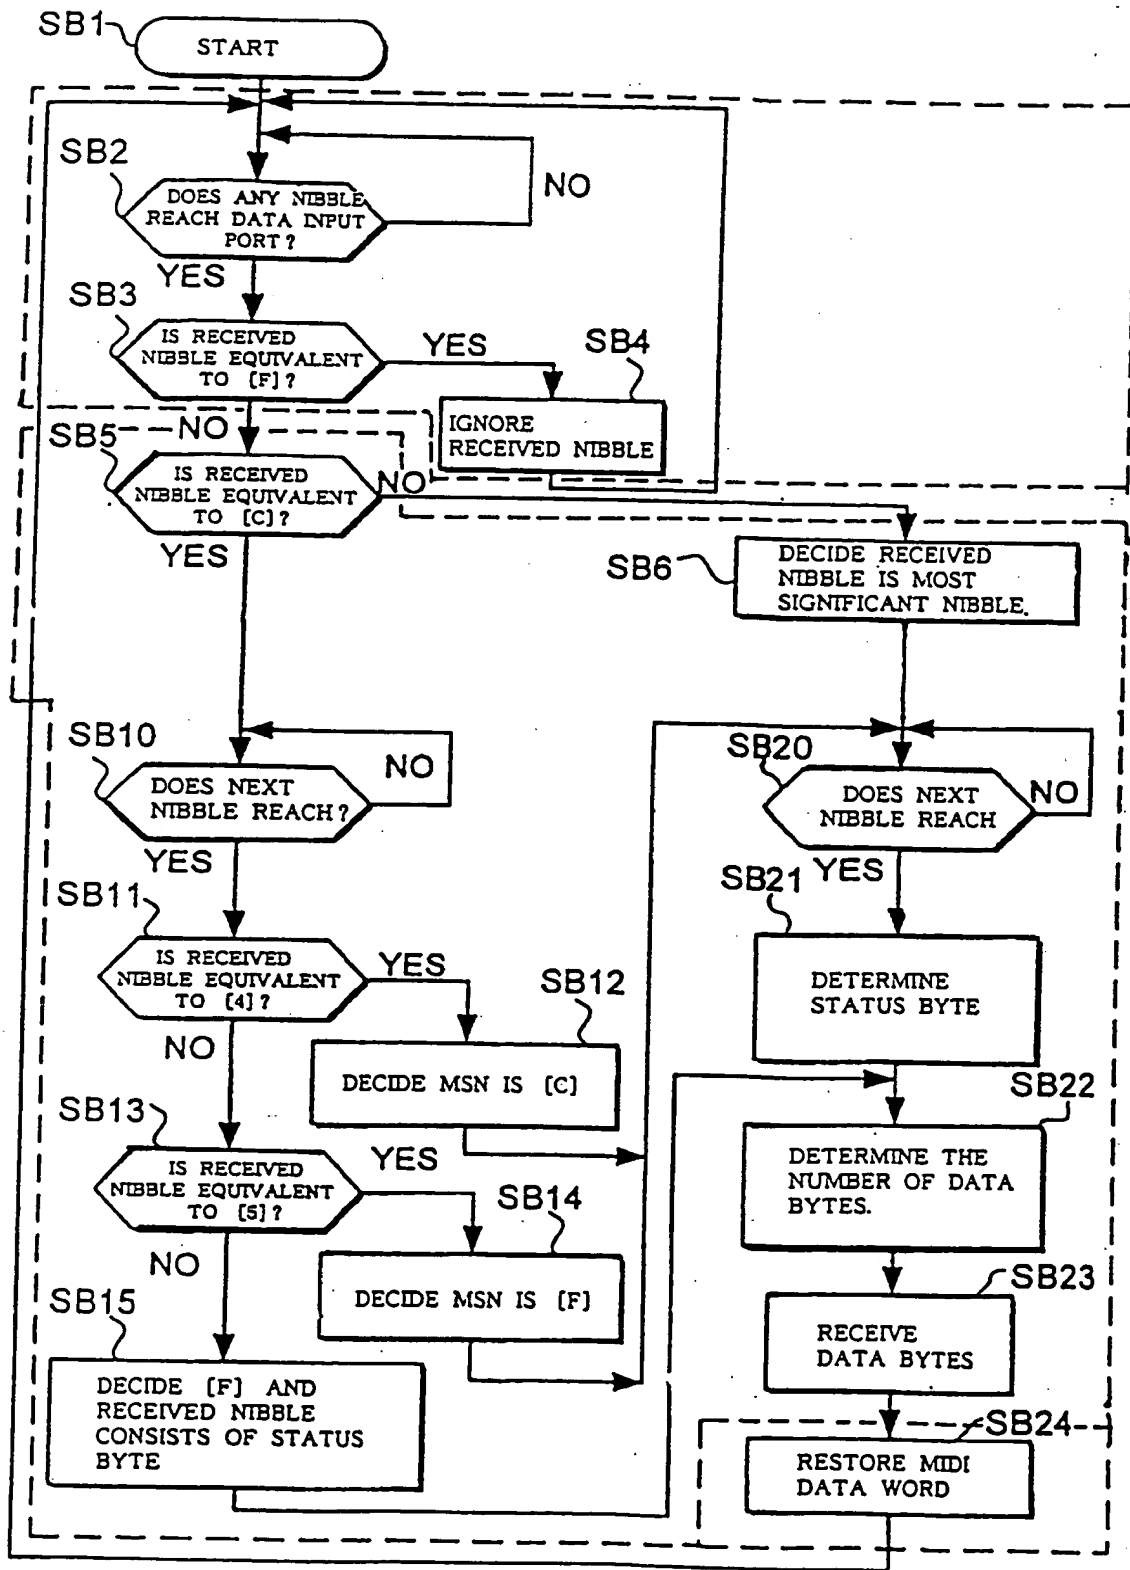 SB1
START
SB2
DOES ANY NIBBLE
REACH DATA INPUT
PORT?
NO
YES
SB3
IS RECEIVED
NIBBLE EQUIVALENT
TO [F]?
YES
SB4
IGNORE
RECEIVED NIBBLE
NO
SB5
IS RECEIVED
NIBBLE EQUIVALENT
TO [C]?
NO
YES
SB6
DECIDE RECEIVED
NIBBLE IS MOST
SIGNIFICANT NIBBLE.
SB10
DOES NEXT
NIBBLE REACH?
NO
YES
SB11
IS RECEIVED
NIBBLE EQUIVALENT
TO [4]?
YES
SB12
DECIDE MSN IS [C]
NO
SB13
IS RECEIVED
NIBBLE EQUIVALENT
TO [5]?
YES
SB14
DECIDE MSN IS [F]
NO
SB15
DECIDE [F] AND
RECEIVED NIBBLE
CONSISTS OF STATUS
BYTE
SB20
DOES NEXT
NIBBLE REACH
NO
YES
SB21
DETERMINE
STATUS BYTE
SB22
DETERMINE THE
NUMBER OF DATA
BYTES.
SB23
RECEIVE
DATA BYTES
SB24
RESTORE MIDI
DATA WORD